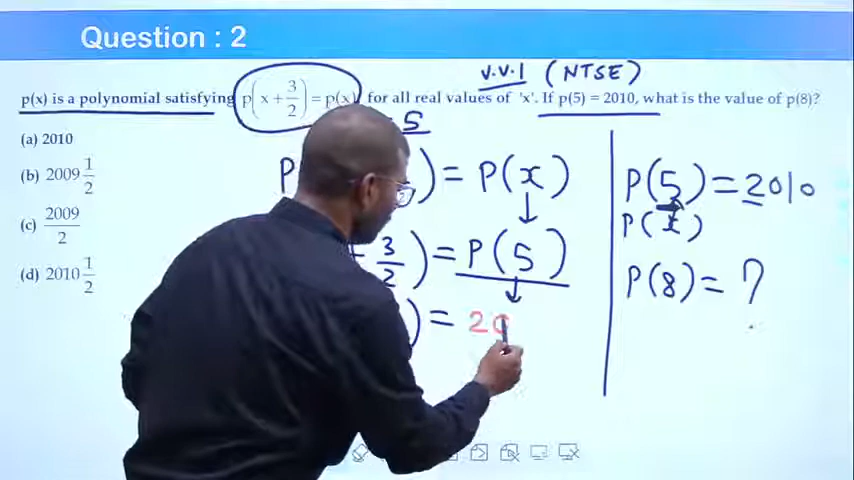 Question : 2
v.v.I (NTSE)
p(x) is a polynomial satisfying p(x + 3/2) = p(x) for all real values of 'x'. If p(5) = 2010, what is the value of p(8)?
5
(a) 2010
(b) 2009 1/2
(c) 2009/2
(d) 2010 1/2
P( ) = P(x)
3/2) = P(5)
) = 20
P(5) = 2010
P(x)
P(8) = ?